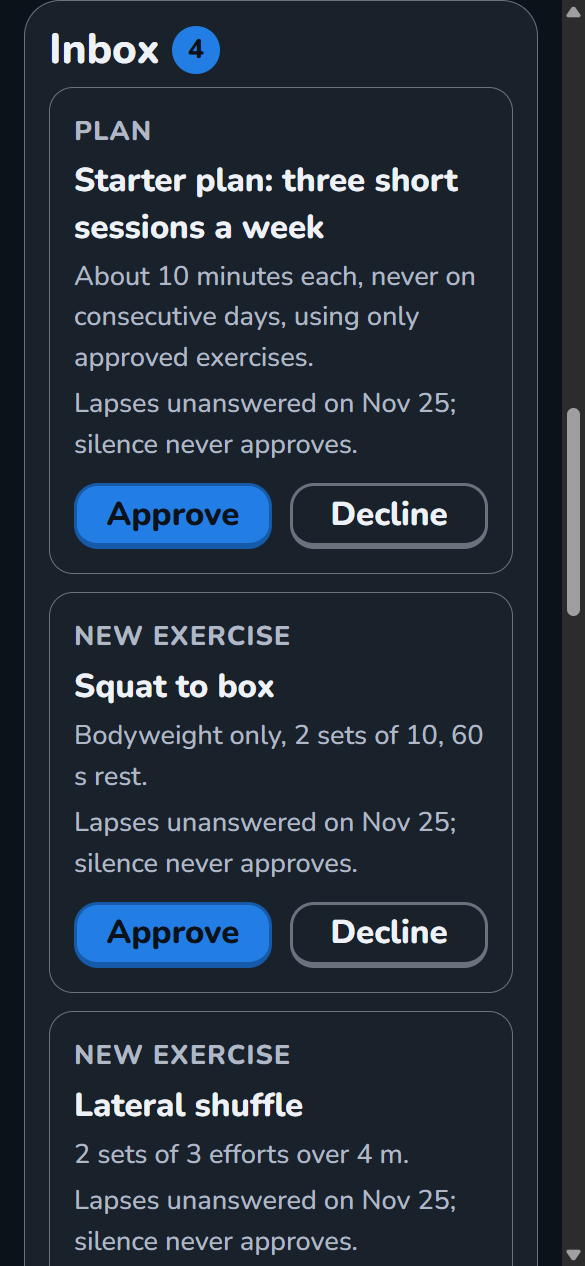 Inbox 4
PLAN
Starter plan: three short
sessions a week
About 10 minutes each, never on
consecutive days, using only
approved exercises.
Lapses unanswered on Nov 25;
silence never approves.
Approve Decline
NEW EXERCISE
Squat to box
Bodyweight only, 2 sets of 10, 60
s rest.
Lapses unanswered on Nov 25;
silence never approves.
Approve Decline
NEW EXERCISE
Lateral shuffle
2 sets of 3 efforts over 4 m.
Lapses unanswered on Nov 25;
silence never approves.